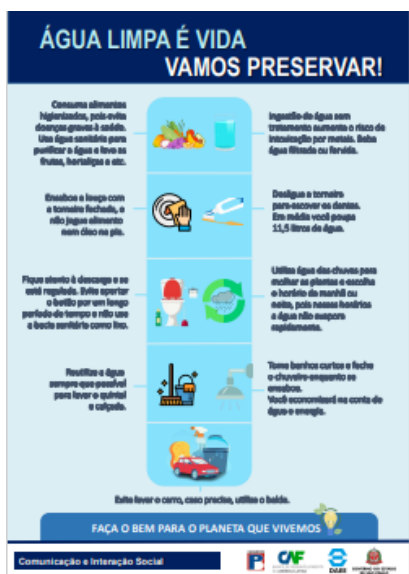 ÁGUA LIMPA É VIDA
VAMOS PRESERVAR!
Consuma alimentos
higienizados, pois evita
doenças graves à saúde.
Use água sanitária para
purificar a água e lave as
frutas, hortaliças e etc.
Ingestão de água sem
tratamento aumenta o risco de
intoxicação por metais. Beba
água filtrada ou fervida.
Ensaboe a louça com
a torneira fechada, e
não jogue alimento
nem óleo na pia.
Desligue a torneira
para escovar os dentes.
Em média você poupa
11,5 litros de água.
Fique atento à descarga e se
está regulada. Evite apertar
o botão por um longo
período de tempo e não use
a bacia sanitária como lixo.
Utilize água das chuvas para
molhar as plantas e escolha
o horário da manhã ou
noite, pois nesses horários
a água não evapora
rapidamente.
Reutilize a água
sempre que possível
para lavar o quintal
e calçada.
Tome banhos curtos e feche
o chuveiro enquanto se
ensaboa.
Você economizará na conta de
água e energia.
Evite lavar o carro, caso precise, utilize o balde.
FAÇA O BEM PARA O PLANETA QUE VIVEMOS
Comunicação e Interação Social
CAF
DAEE